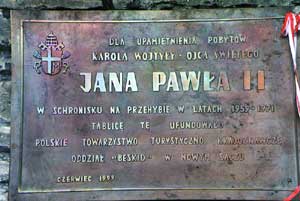 DLA UPAMIĘTNIENIA POBYTÓW
KAROLA WOJTYŁY - OJCA ŚWIĘTEGO
JANA PAWŁA II
W SCHRONISKU NA PRZEHYBIE W LATACH 1957-1971
TABLICĘ TĘ UFUNDOWAŁO
POLSKIE TOWARZYSTWO TURYSTYCZNO KRAJOZNAWCZE
ODDZIAŁ "BESKID" W NOWYM SĄCZU
CZERWIEC 1999